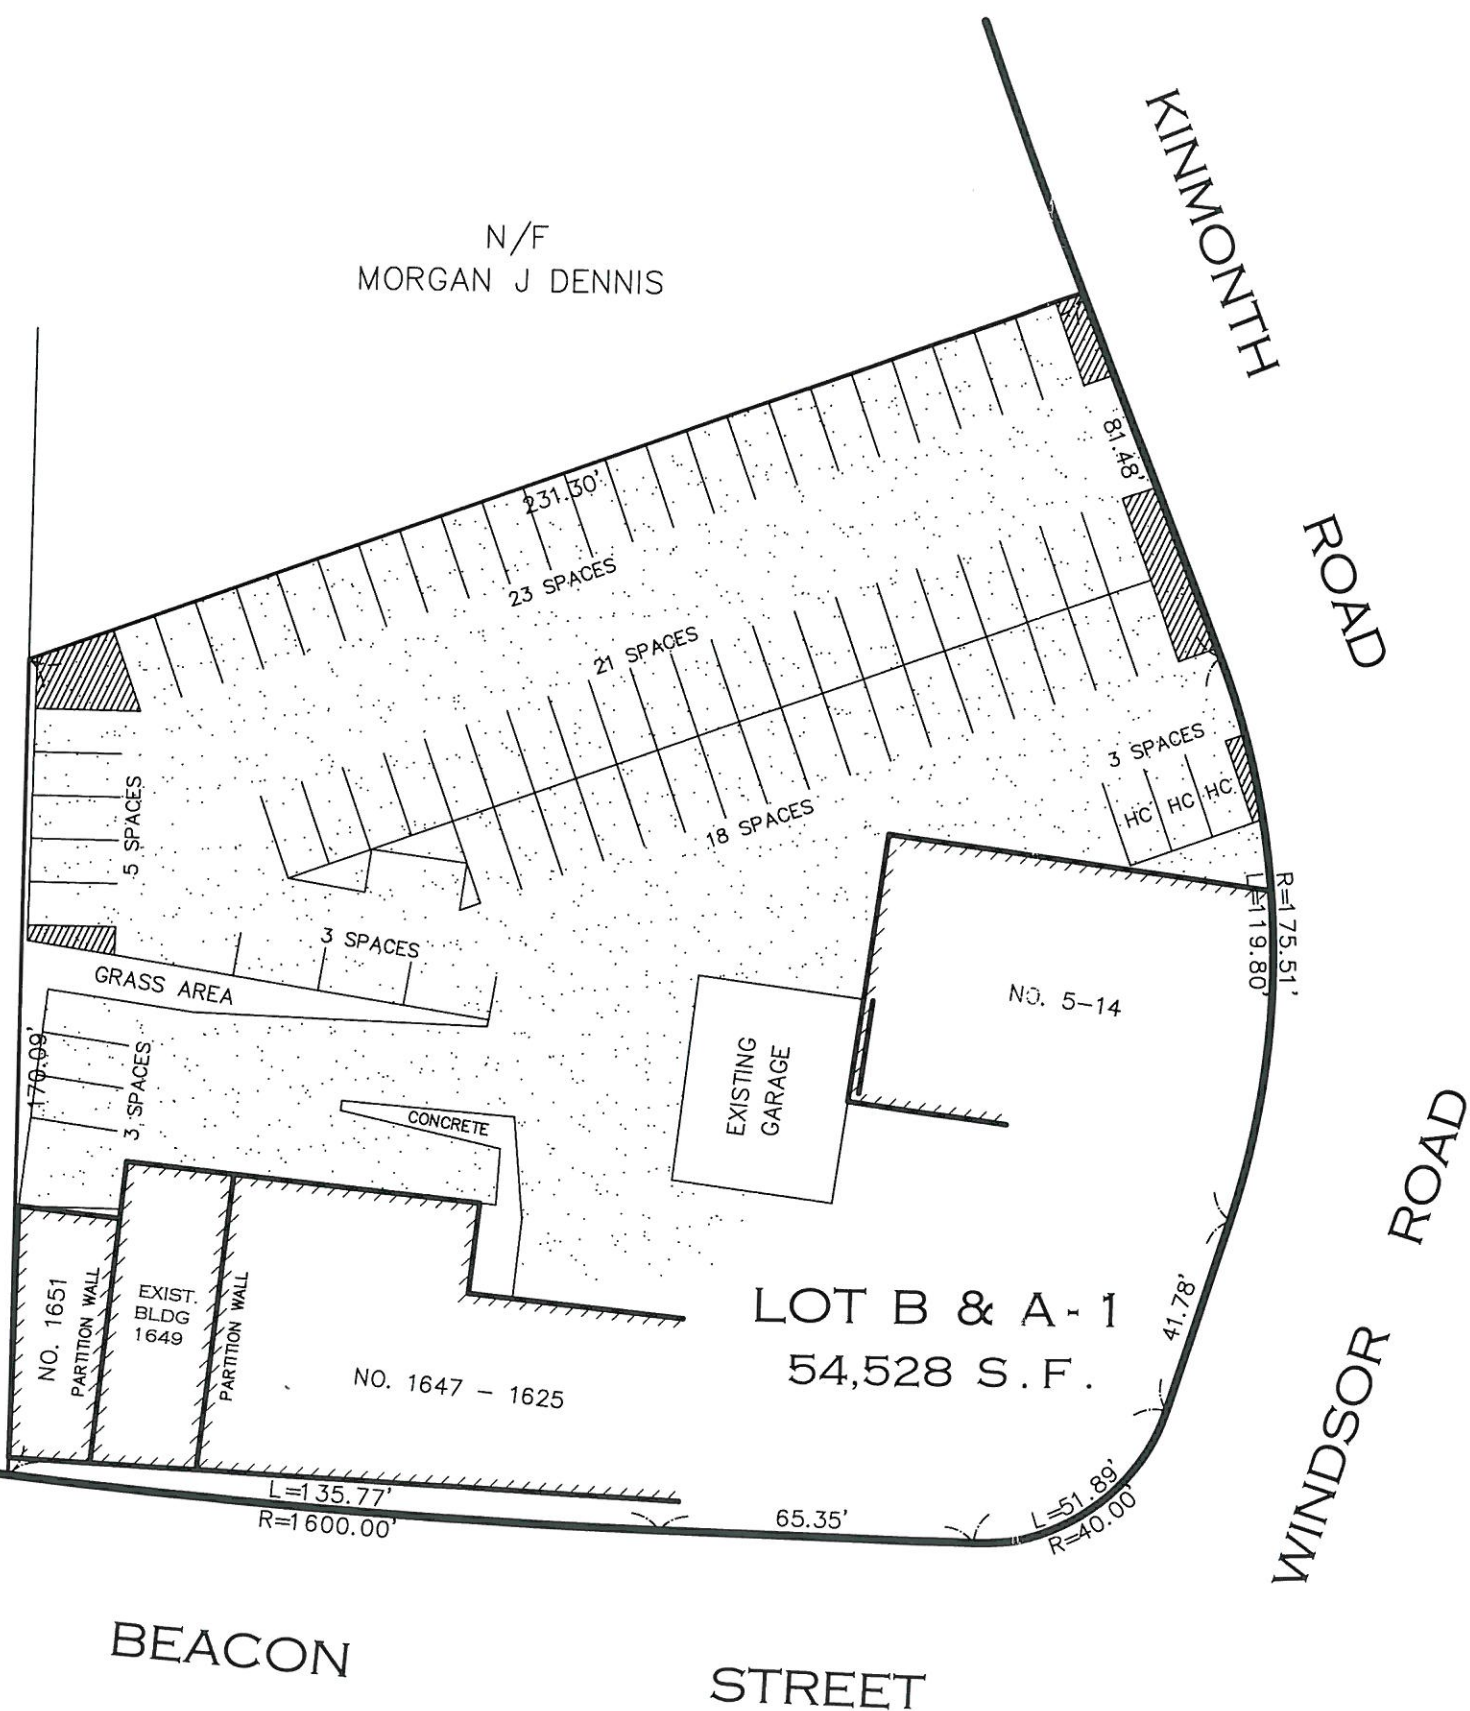 KINMONTH
ROAD
N/F
MORGAN J DENNIS
81.48'
231.30'
23 SPACES
21 SPACES
18 SPACES
3 SPACES
HC HC HC
5 SPACES
3 SPACES
GRASS AREA
R=175.51'
L=119.80'
NO. 5-14
170.09'
3 SPACES
CONCRETE
EXISTING
GARAGE
ROAD
WINDSOR
NO. 1651
PARTITION WALL
EXIST.
BLDG
1649
PARTITION WALL
NO. 1647 - 1625
LOT B & A-1
54,528 S.F.
41.78'
L=135.77'
R=1600.00'
65.35'
L=51.89'
R=40.00'
BEACON
STREET